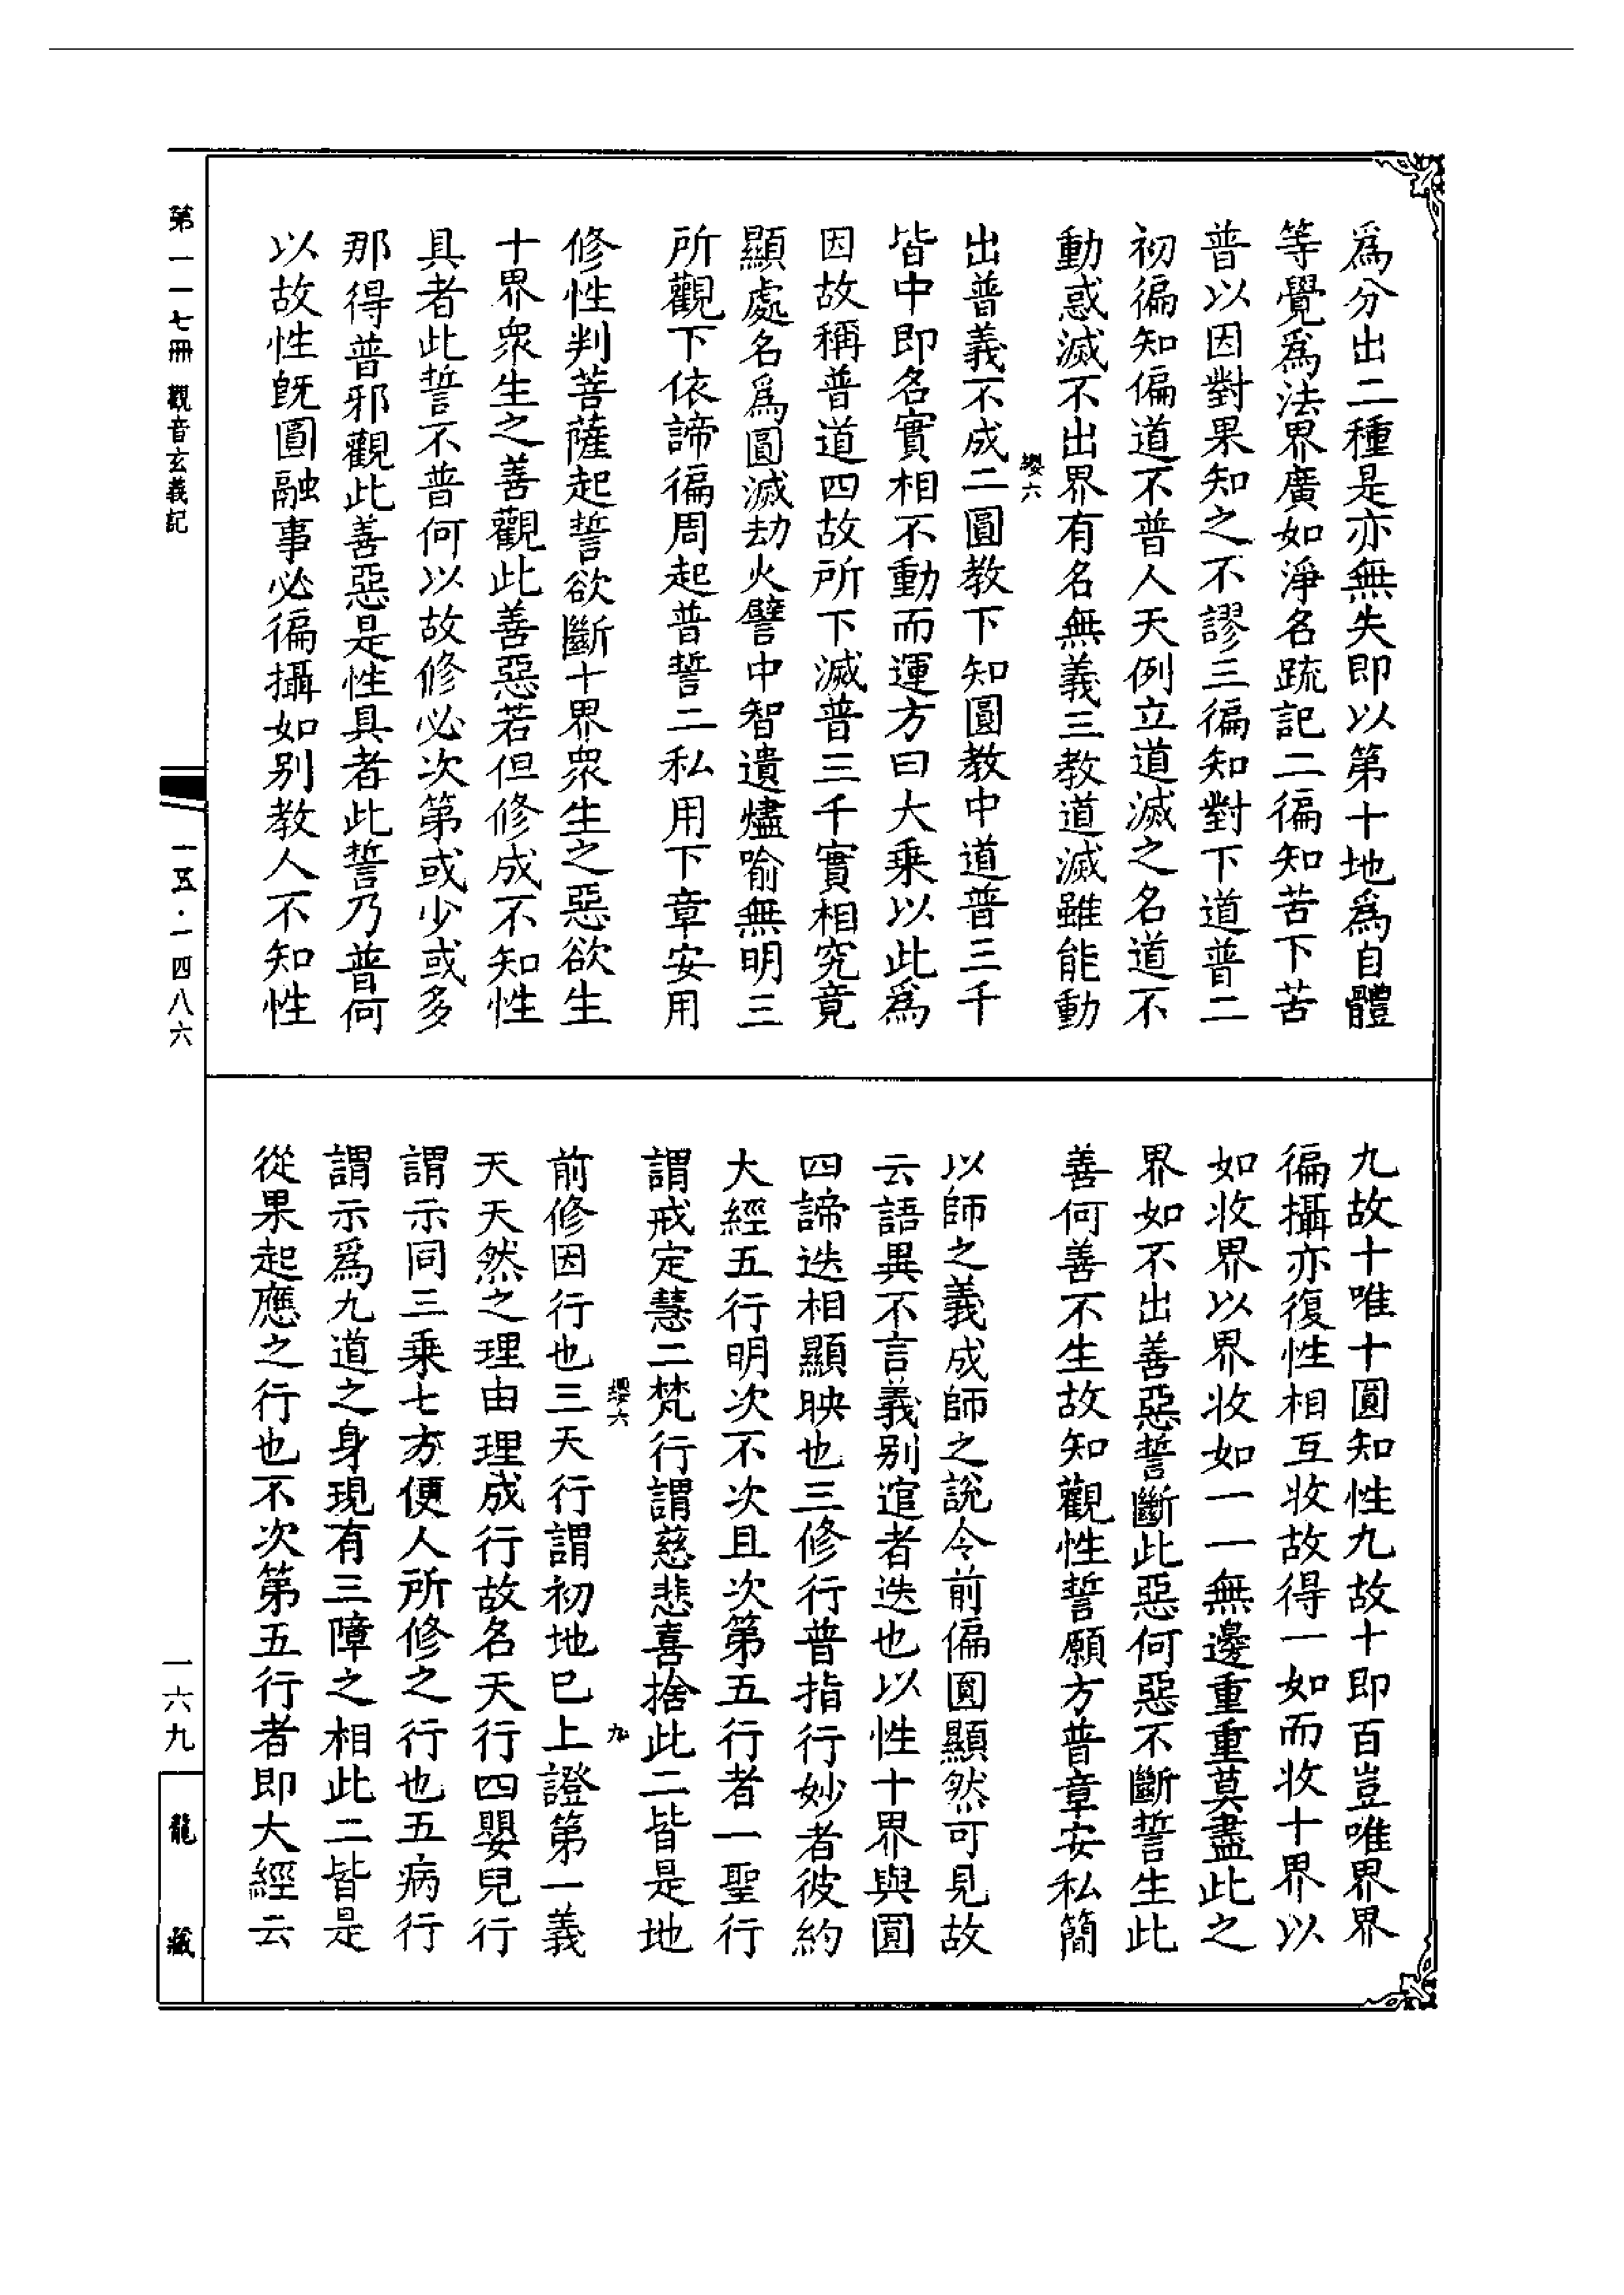 爲分出二種是亦無失即以第十地爲自體
等覺爲法界廣如淨名疏記二徧知苦下苦
普以因對果知之不謬三徧知對下道普二
初徧知偏道不普人天例立道滅之名道不
動惑滅不出界有名無義三教道滅雖能動
纓六
出普義不成二圓教下知圓教中道普三千
皆中即名實相不動而運方曰大乗以此爲
因故稱普道四故所下滅普三千實相究竟
顯處名爲圓滅劫火譬中智遺燼喻無明三
所觀下依諦徧周起普誓二私用下章安用
修性判菩薩起誓欲斷十界衆生之惡欲生
十界衆生之善觀此善惡若但修成不知性
具者此誓不普何以故修必次第或少或多
那得普邪觀此善惡是性具者此誓乃普何
以故性旣圓融事必徧攝如别教人不知性
九故十唯十圓知性九故十即百豈唯界界
徧攝亦復性相互收故得一如而收十界以
如收界以界收如一一無邊重重莫盡此之
界如不出善惡誓斷此惡何惡不斷誓生此
善何善不生故知觀性誓願方普章安私簡
以師之義成師之說令前偏圓顯然可見故
云語異不言義别逭者迭也以性十界與圓
四諦迭相顯映也三修行普指行妙者彼約
大經五行明次不次且次第五行者一聖行
謂戒定慧二梵行謂慈悲喜捨此二皆是地
纓六
九
前修因行也三天行謂初地已上證第一義
天天然之理由理成行故名天行四嬰兒行
謂示同三乗七方便人所修之行也五病行
謂示爲九道之身現有三障之相此二皆是
從果起應之行也不次第五行者即大經云
第一一七冊 觀音玄義記
一五·一四八六
一六九
龍藏